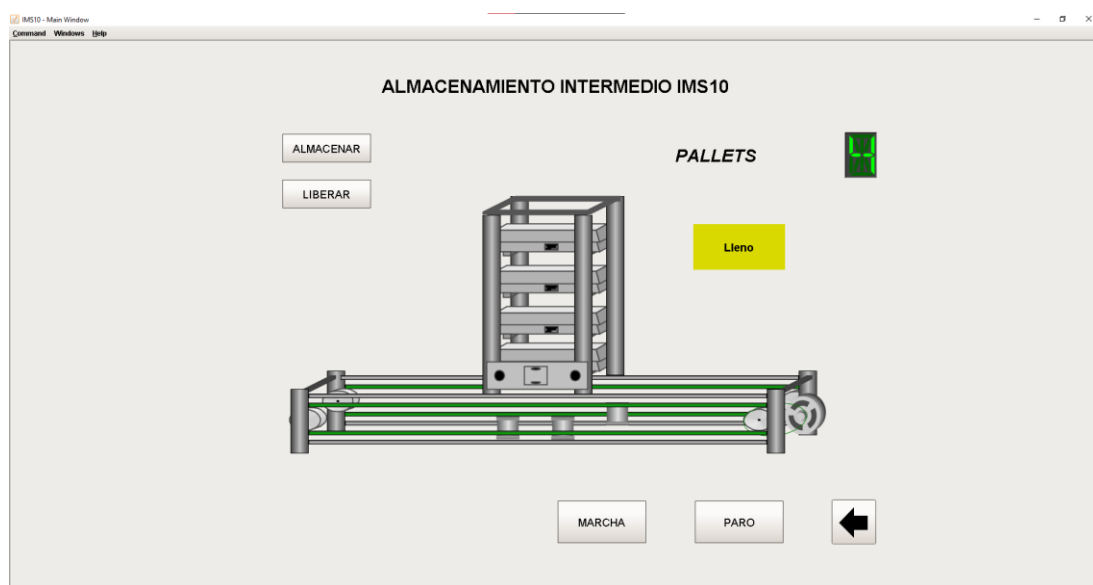 IMS10 - Main Window
Command Windows Help
ALMACENAMIENTO INTERMEDIO IMS10
ALMACENAR
PALLETS
4
LIBERAR
Lleno
MARCHA
PARO